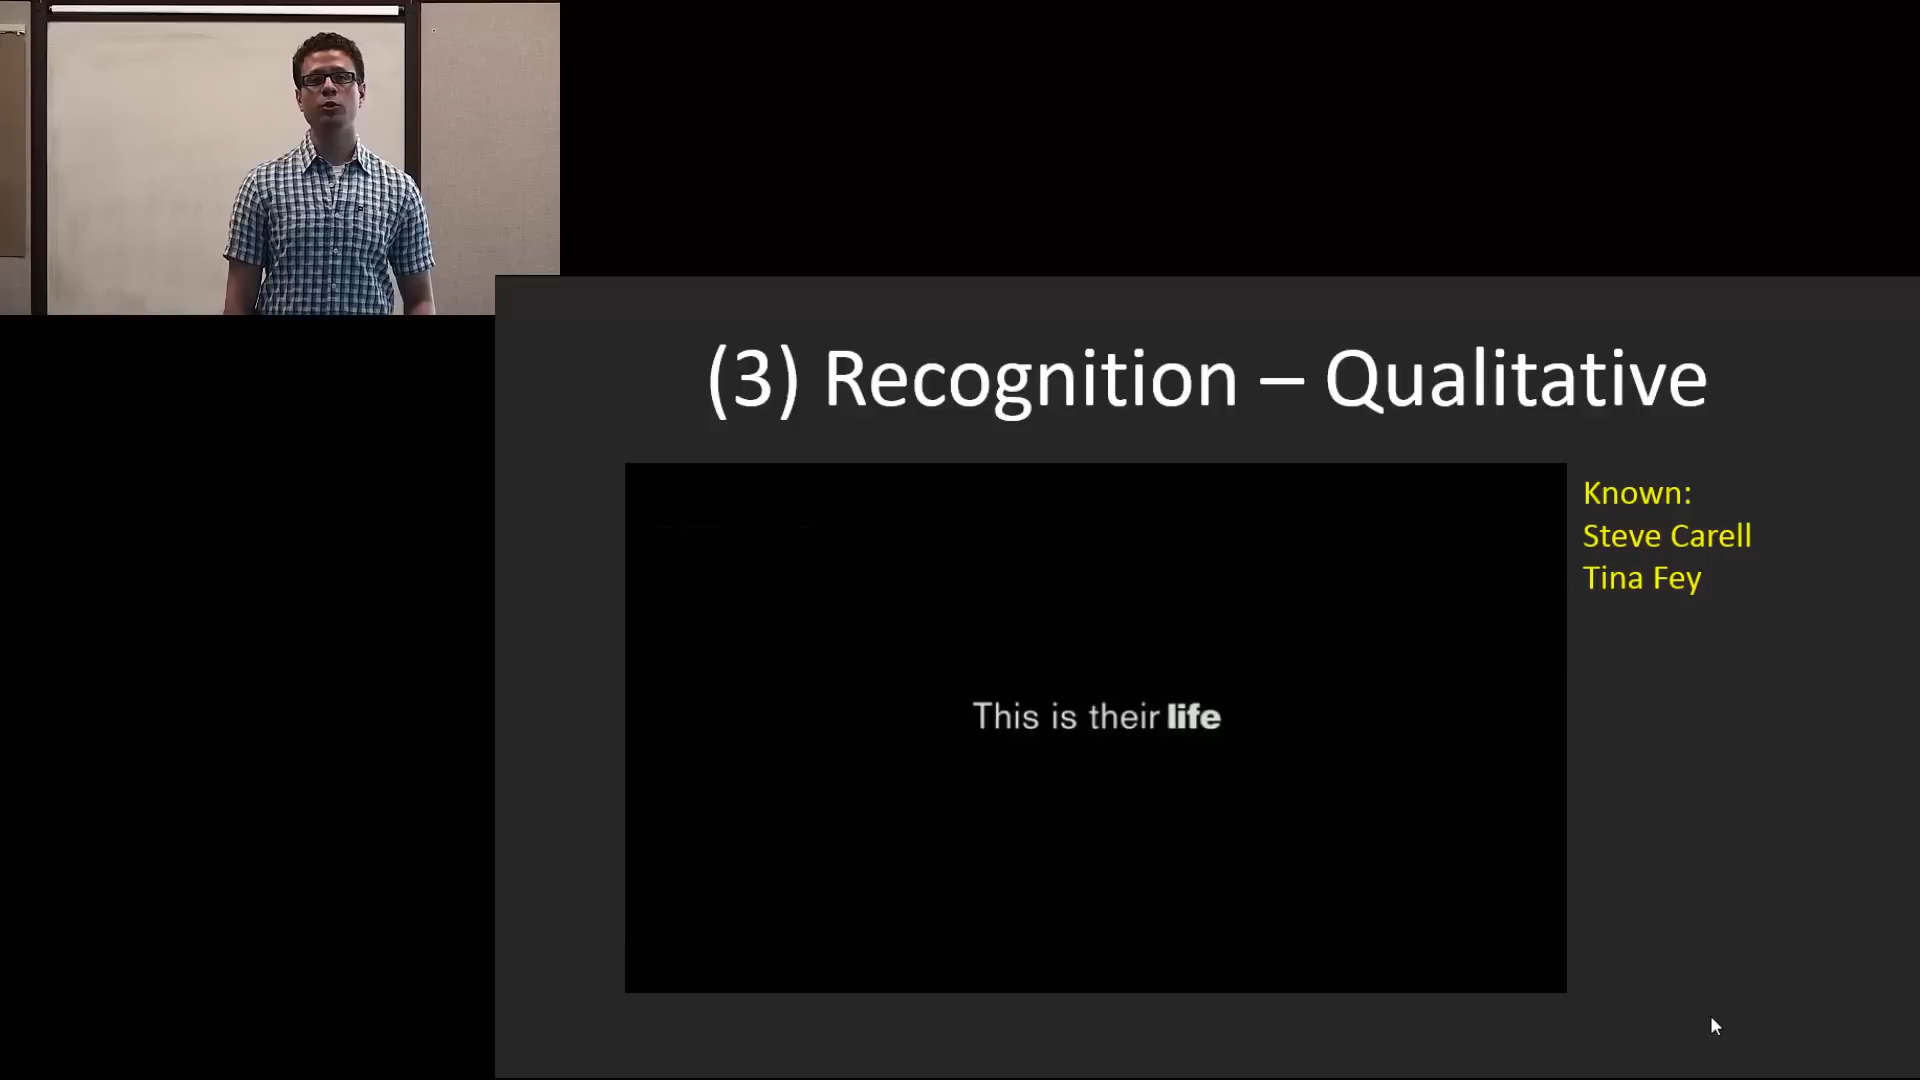 (3) Recognition – Qualitative
Known:
Steve Carell
Tina Fey
This is their life